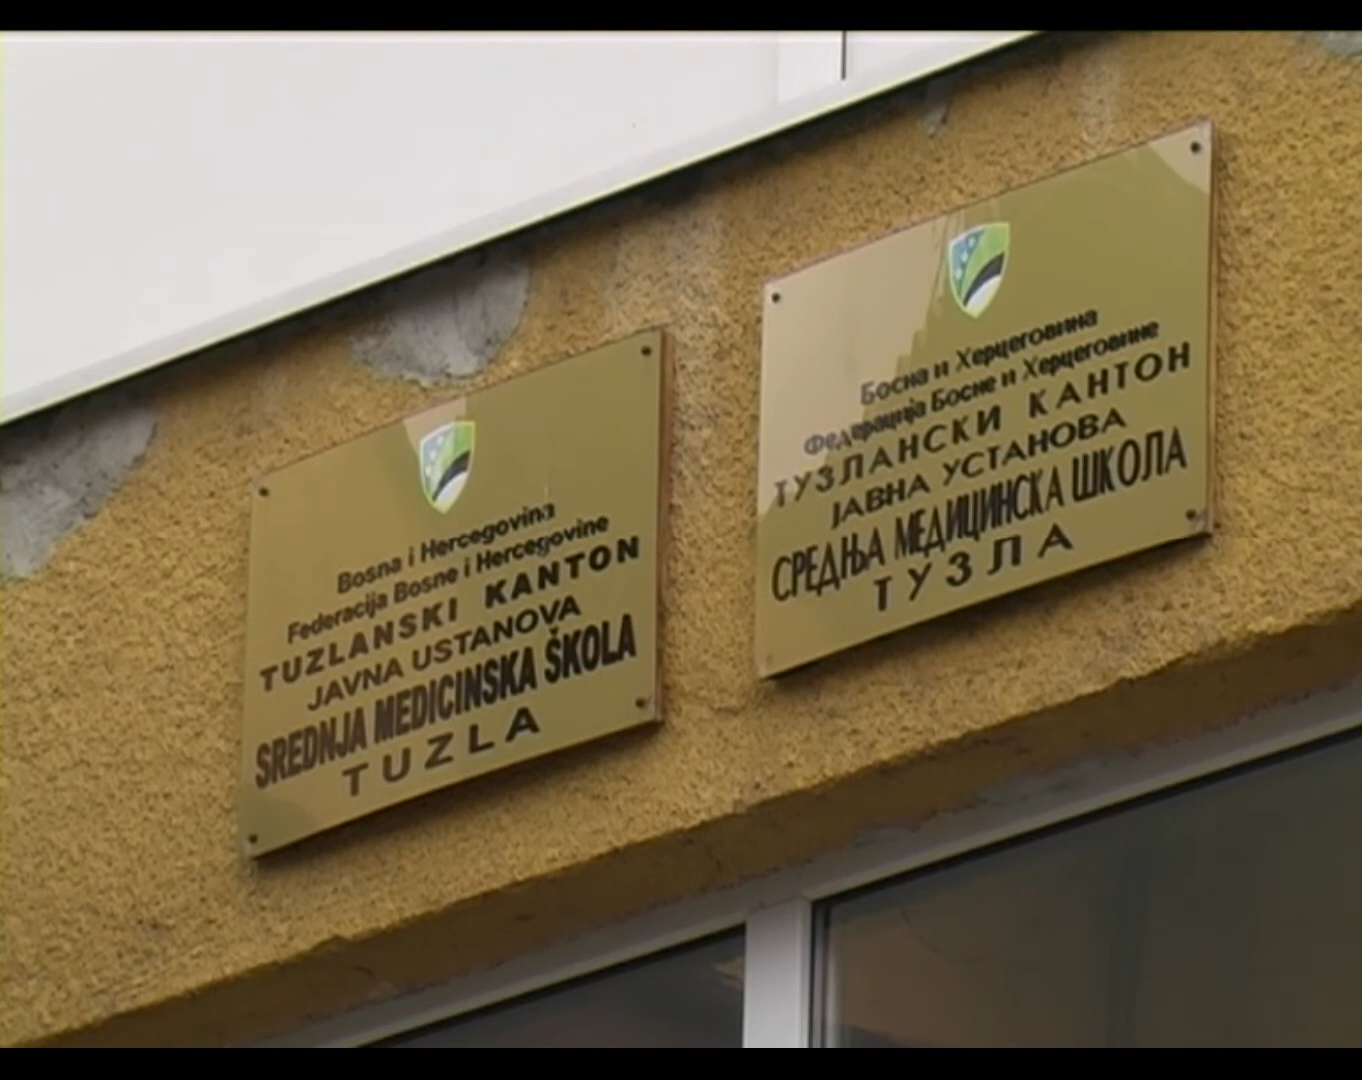 Bosna i Hercegovina
Federacija Bosne i Hercegovine
TUZLANSKI KANTON
JAVNA USTANOVA
SREDNJA MEDICINSKA ŠKOLA
TUZLA
Босна и Херцеговина
Федерација Босне и Херцеговине
ТУЗЛАНСКИ КАНТОН
ЈАВНА УСТАНОВА
СРЕДЊА МЕДИЦИНСКА ШКОЛА
ТУЗЛА